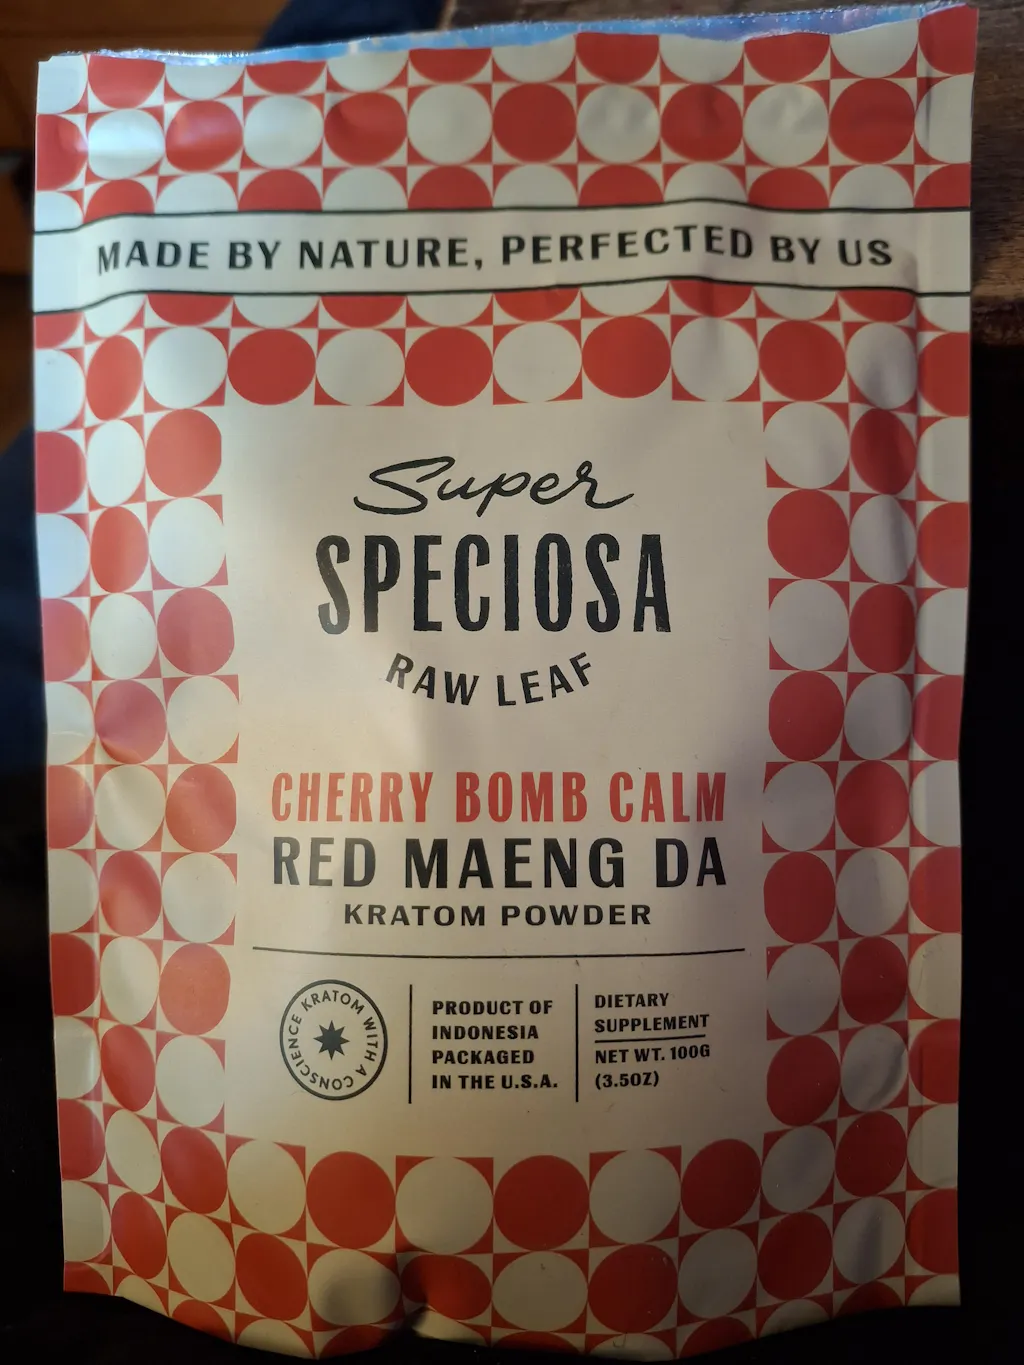 MADE BY NATURE, PERFECTED BY US
Super
SPECIOSA
RAW LEAF
CHERRY BOMB CALM
RED MAENG DA
KRATOM POWDER
KRATOM WITH A CONSCIENCE
PRODUCT OF
INDONESIA
PACKAGED
IN THE U.S.A.
DIETARY
SUPPLEMENT
NET WT. 100G
(3.5OZ)